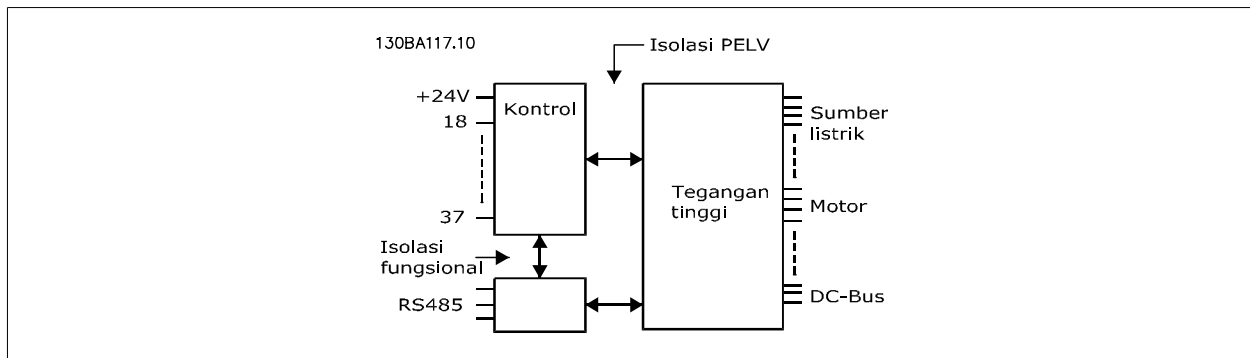 130BA117.10
Isolasi PELV
+24V
18
37
Kontrol
Tegangan
tinggi
Sumber
listrik
Motor
DC-Bus
Isolasi
fungsional
RS485